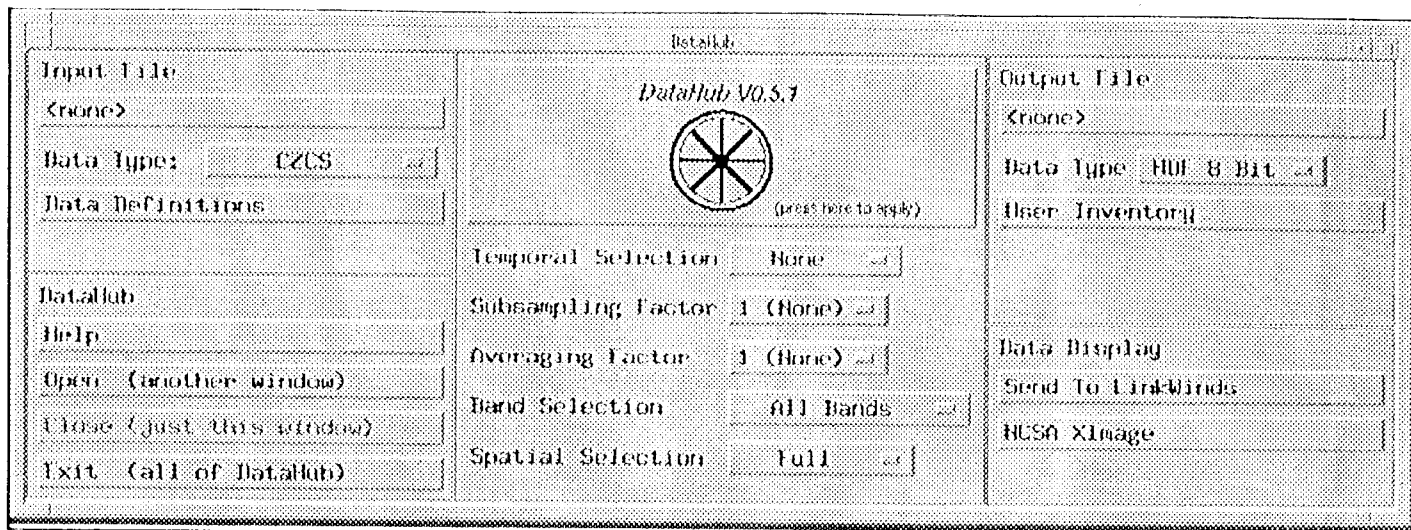 DataHub
Input File
<none>
Data Type: CZCS
Data Definitions
DataHub
Help
Open (another window)
Close (just this window)
Exit (all of DataHub)
DataHub V0.5.1
(press here to apply)
Temporal Selection None
Subsampling Factor 1 (None)
Averaging Factor 1 (None)
Band Selection All Bands
Spatial Selection Full
Output File
<none>
Data Type HDF 8 Bit
User Inventory
Data Display
Send To LinkWinds
NCSA XImage